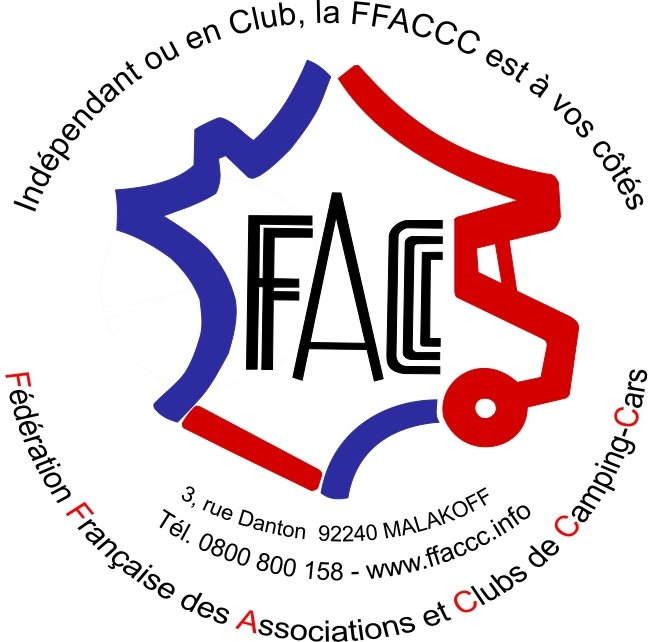 Indépendant ou en Club, la FFACCC est à vos côtés
FFACCC
3, rue Danton 92240 MALAKOFF
Tél. 0800 800 158 - www.ffaccc.info
Fédération Française des Associations et Clubs de Camping-Cars